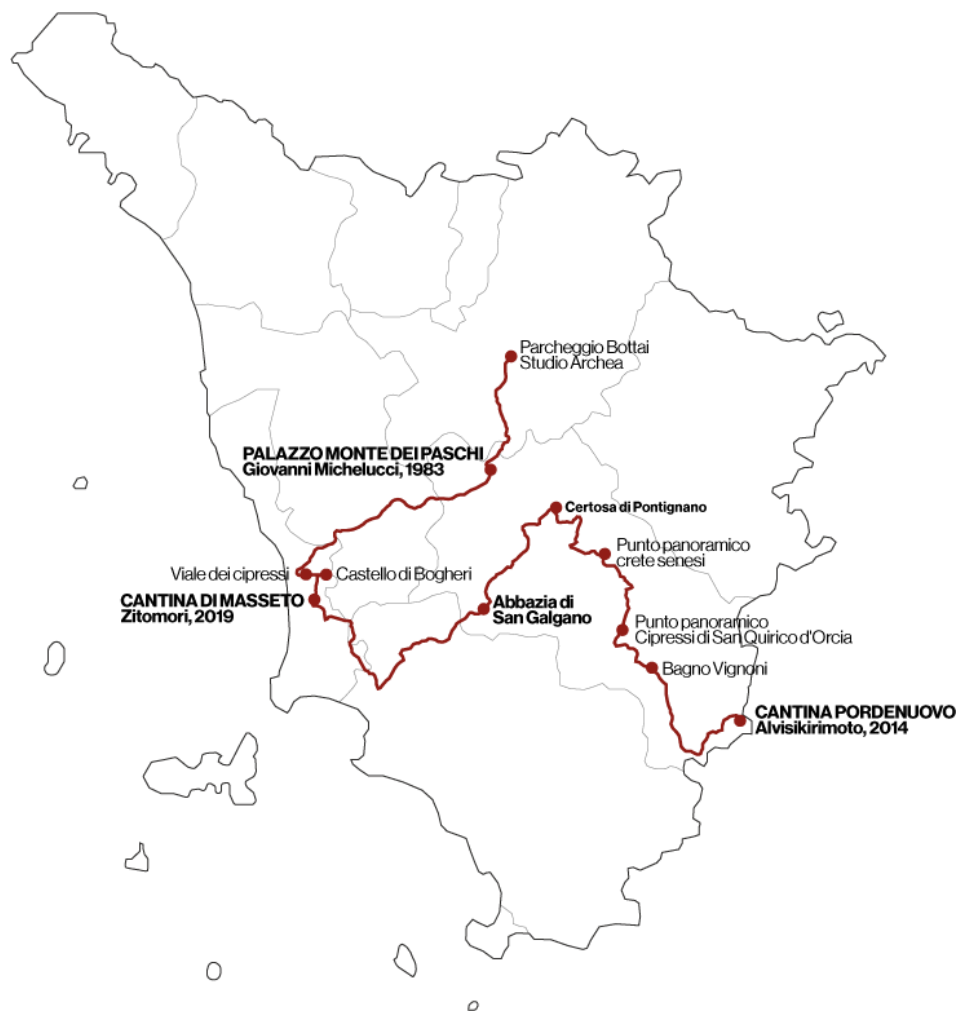 Parcheggio Bottai
Studio Archea
PALAZZO MONTE DEI PASCHI
Giovanni Michelucci, 1983
Certosa di Pontignano
Punto panoramico
crete senesi
Viale dei cipressi
Castello di Bogheri
CANTINA DI MASSETO
Zitomori, 2019
Abbazia di
San Galgano
Punto panoramico
Cipressi di San Quirico d'Orcia
Bagno Vignoni
CANTINA PORDENUOVO
Alvisikirimoto, 2014